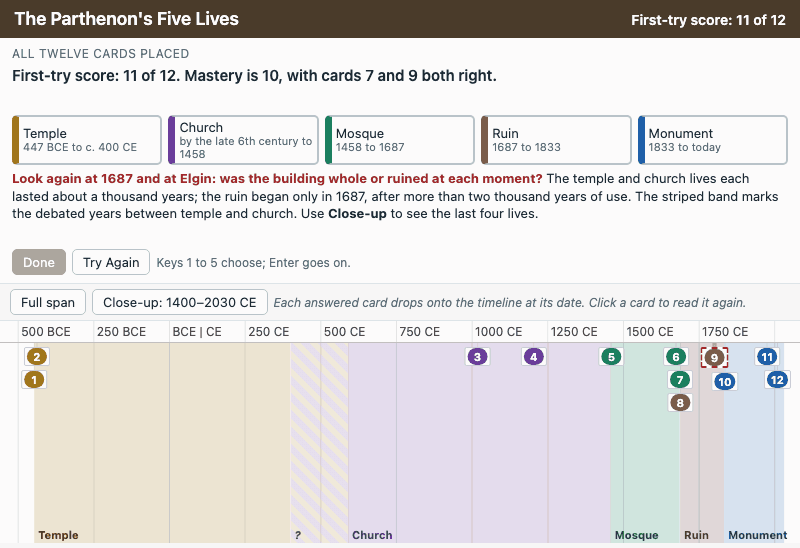 The Parthenon's Five Lives
First-try score: 11 of 12
ALL TWELVE CARDS PLACED
First-try score: 11 of 12. Mastery is 10, with cards 7 and 9 both right.
Temple
447 BCE to c. 400 CE
Church
by the late 6th century to
1458
Mosque
1458 to 1687
Ruin
1687 to 1833
Monument
1833 to today
Look again at 1687 and at Elgin: was the building whole or ruined at each moment? The temple and church lives each
lasted about a thousand years; the ruin began only in 1687, after more than two thousand years of use. The striped band marks
the debated years between temple and church. Use Close-up to see the last four lives.
Done
Try Again
Keys 1 to 5 choose; Enter goes on.
Full span
Close-up: 1400–2030 CE
Each answered card drops onto the timeline at its date. Click a card to read it again.
500 BCE
250 BCE
BCE | CE
250 CE
500 CE
750 CE
1000 CE
1250 CE
1500 CE
1750 CE
2
3
4
5
6
9
11
1
7
10
12
8
Temple
?
Church
Mosque
Ruin
Monument